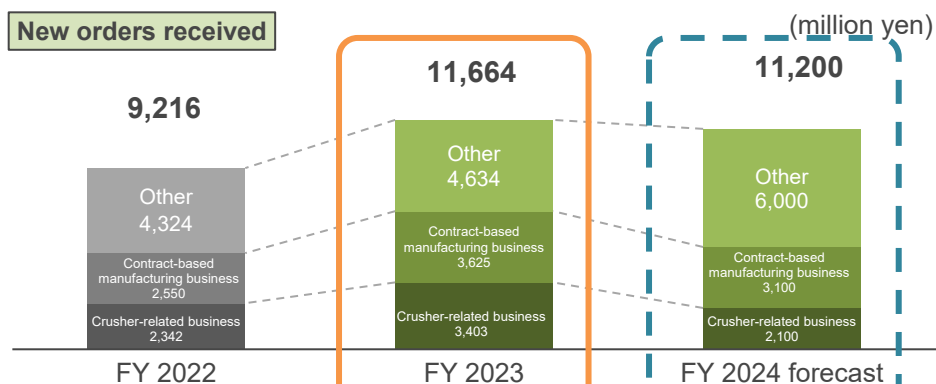 New orders received
(million yen)
9,216
11,664
11,200
Other
4,324
Contract-based
manufacturing business
2,550
Crusher-related business
2,342
Other
4,634
Contract-based
manufacturing business
3,625
Crusher-related business
3,403
Other
6,000
Contract-based
manufacturing business
3,100
Crusher-related business
2,100
FY 2022
FY 2023
FY 2024 forecast